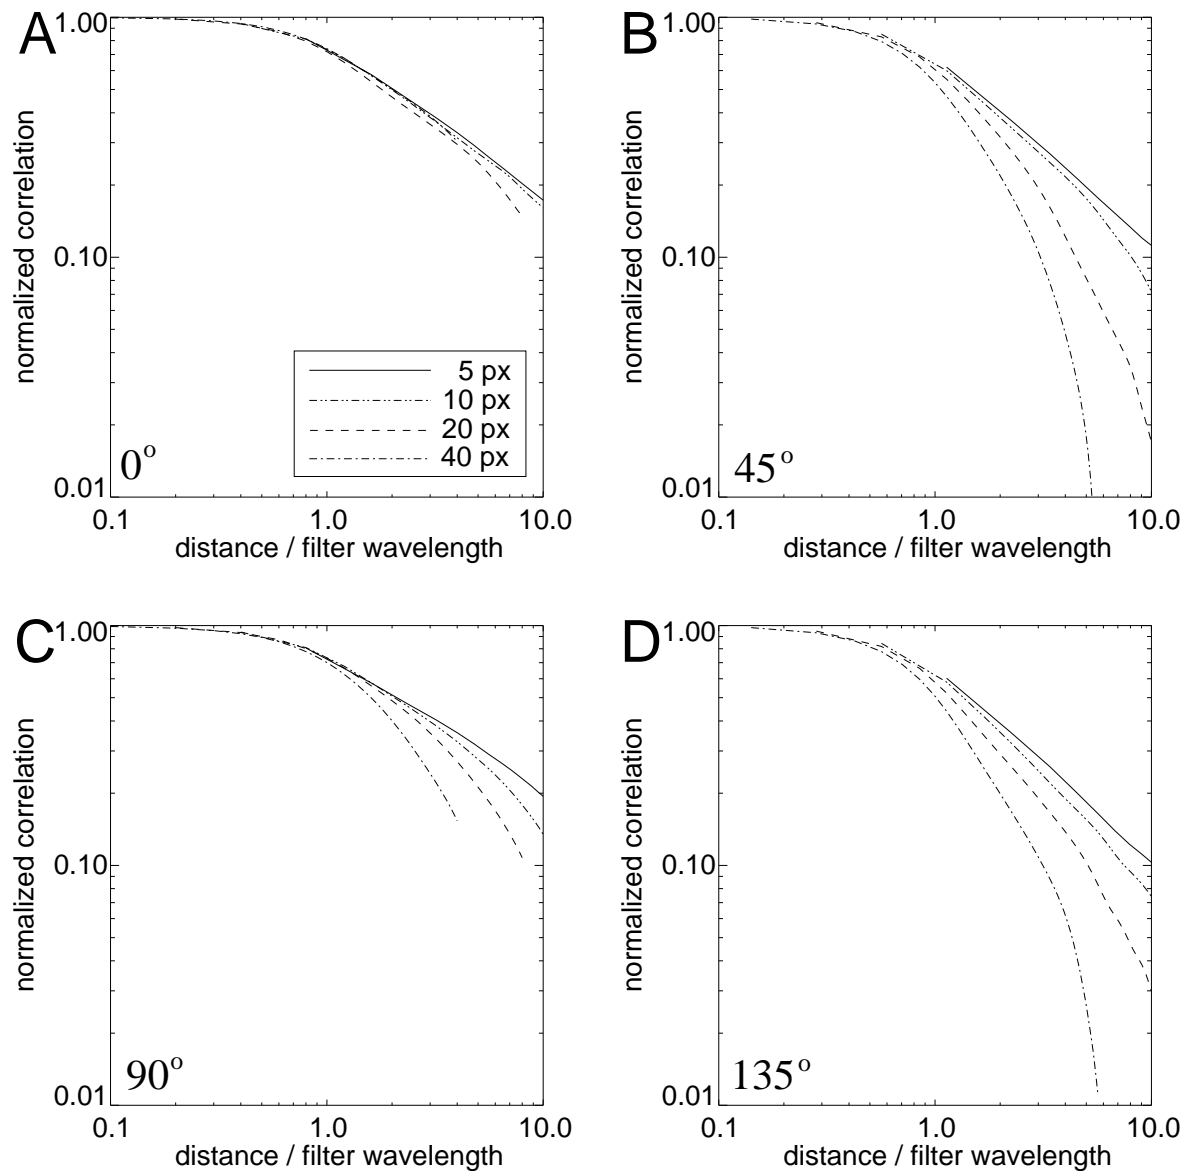 A
normalized correlation
1.00
0.10
0.01
0.1
1.0
10.0
distance / filter wavelength
0°
5 px
10 px
20 px
40 px
B
normalized correlation
1.00
0.10
0.01
0.1
1.0
10.0
distance / filter wavelength
45°
C
normalized correlation
1.00
0.10
0.01
0.1
1.0
10.0
distance / filter wavelength
90°
D
normalized correlation
1.00
0.10
0.01
0.1
1.0
10.0
distance / filter wavelength
135°